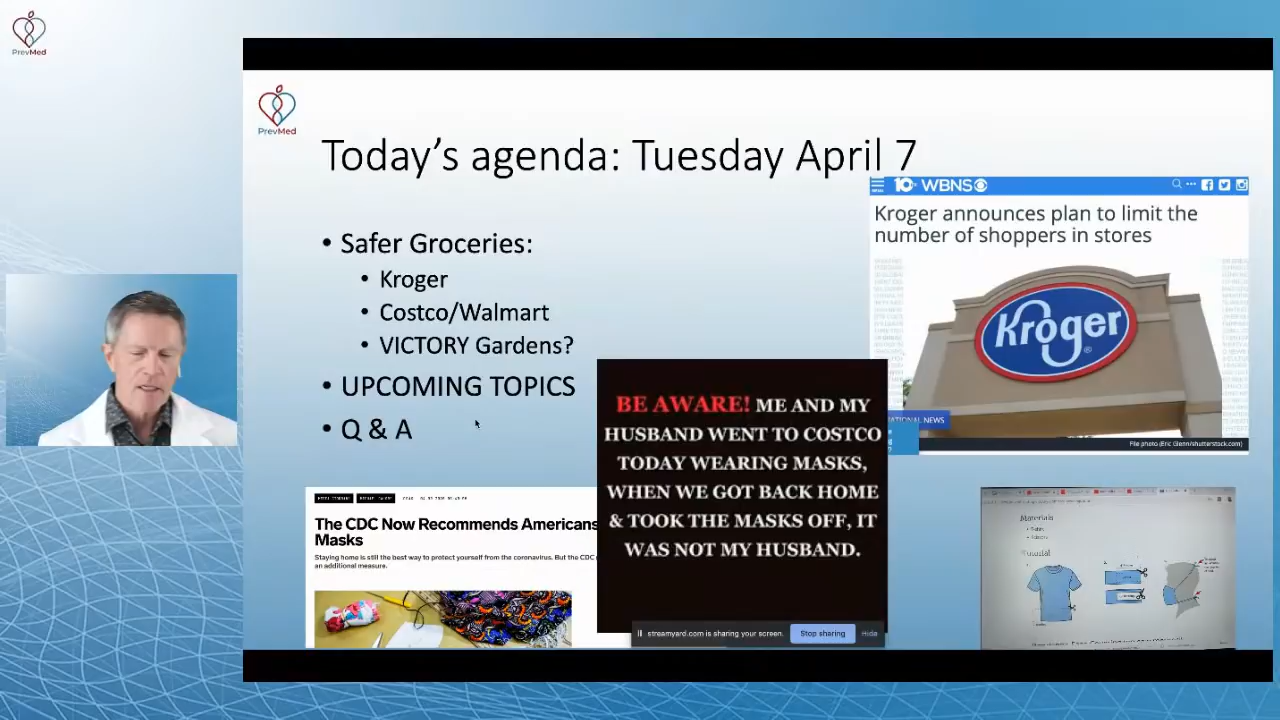 PrevMed
PrevMed
Today's agenda: Tuesday April 7
• Safer Groceries:
• Kroger
• Costco/Walmart
• VICTORY Gardens?
• UPCOMING TOPICS
• Q & A
10 WBNS
Kroger announces plan to limit the
number of shoppers in stores
Kroger
NATIONAL NEWS
File photo (Eric Glenn/shutterstock.com)
BE AWARE! ME AND MY
HUSBAND WENT TO COSTCO
TODAY WEARING MASKS,
WHEN WE GOT BACK HOME
& TOOK THE MASKS OFF, IT
WAS NOT MY HUSBAND.
The CDC Now Recommends Americans
Masks
Staying home is still the best way to protect yourself from the coronavirus. But the CDC
an additional measure.
streamyard.com is sharing your screen.
Stop sharing
Hide
Materials
Tutorial